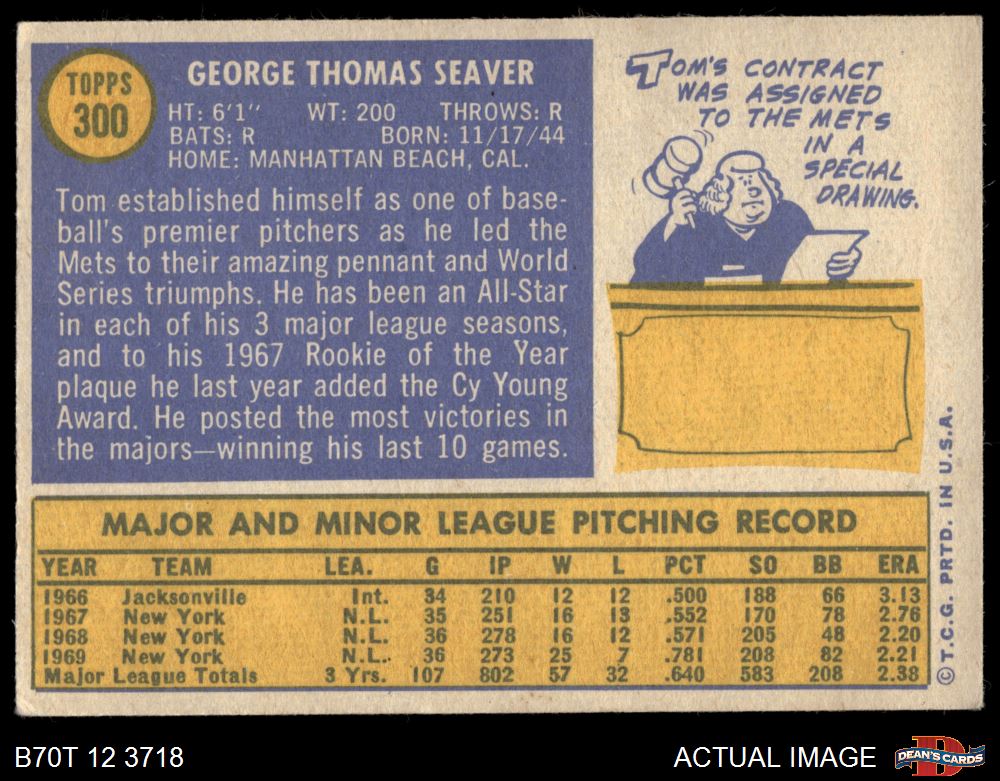 TOPPS
300
GEORGE THOMAS SEAVER
HT: 6'1" WT: 200 THROWS: R
BATS: R BORN: 11/17/44
HOME: MANHATTAN BEACH, CAL.
Tom established himself as one of base-
ball's premier pitchers as he led the
Mets to their amazing pennant and World
Series triumphs. He has been an All-Star
in each of his 3 major league seasons,
and to his 1967 Rookie of the Year
plaque he last year added the Cy Young
Award. He posted the most victories in
the majors—winning his last 10 games.
TOM'S CONTRACT
WAS ASSIGNED
TO THE METS
IN A
SPECIAL
DRAWING.
MAJOR AND MINOR LEAGUE PITCHING RECORD
YEAR TEAM LEA. G IP W L PCT SO BB ERA
1966 Jacksonville Int. 34 210 12 12 .500 188 66 3.13
1967 New York N.L. 35 251 16 13 .552 170 78 2.76
1968 New York N.L. 36 278 16 12 .571 205 48 2.20
1969 New York N.L. 36 273 25 7 .781 208 82 2.21
Major League Totals 3 Yrs. 107 802 57 32 .640 583 208 2.38
©T.C.G. PRTD. IN U.S.A.
B70T 12 3718
ACTUAL IMAGE
D
DEAN'S CARDS